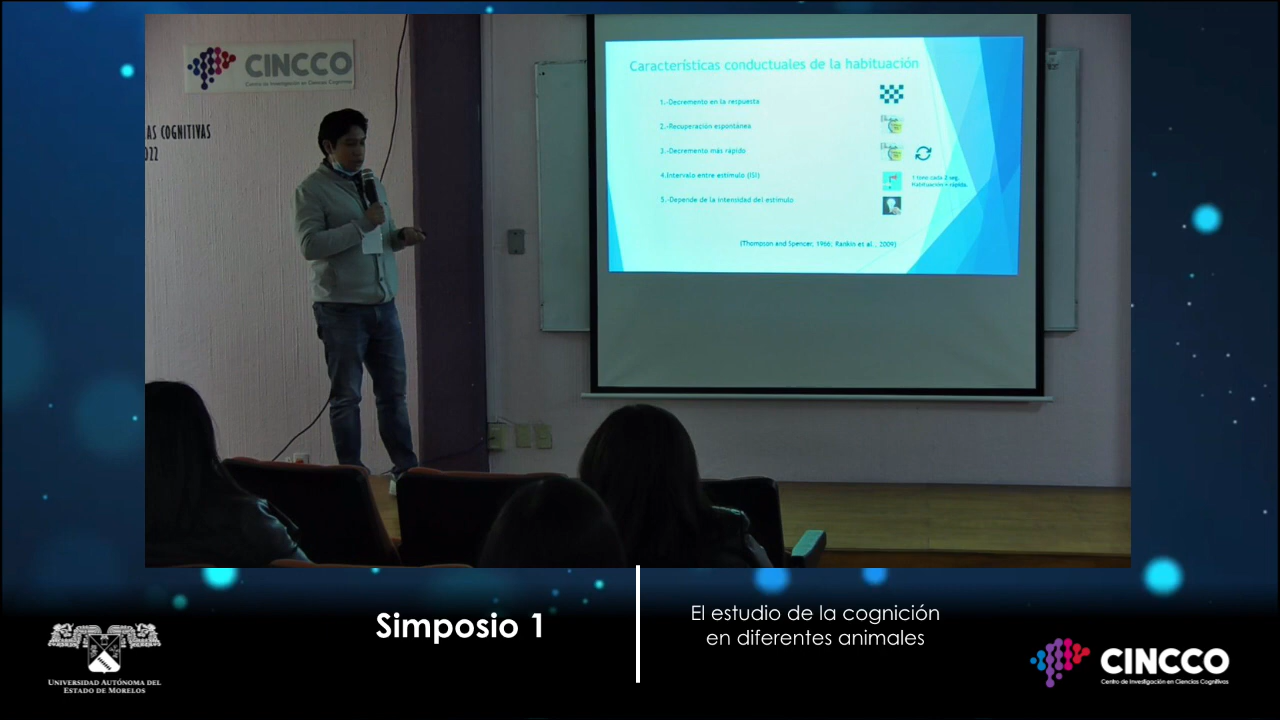 CINCCO
Centro de Investigación en Ciencias Cognitivas
AS COGNITIVAS
022
Características conductuales de la habituación
1.-Decremento en la respuesta
2.-Recuperación espontánea
3.-Decremento más rápido
4.Intervalo entre estímulo (ISI)
1 tono cada 2 seg.
Habituación + rápida.
5.-Depende de la intensidad del estímulo
(Thompson and Spencer, 1966; Rankin et al., 2009)
Simposio 1
El estudio de la cognición
en diferentes animales
UNIVERSIDAD AUTÓNOMA DEL
ESTADO DE MORELOS
CINCCO
Centro de Investigación en Ciencias Cognitivas